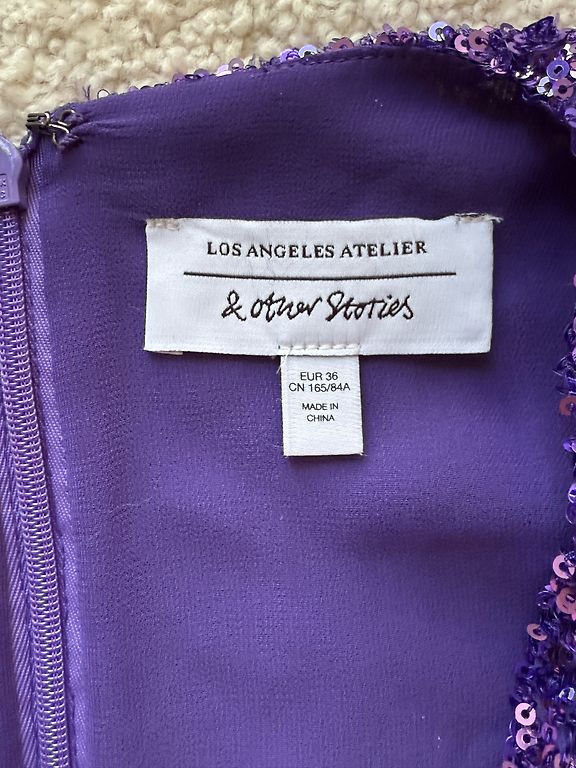 LOS ANGELES ATELIER
& other Stories
EUR 36
CN 165/84A
MADE IN
CHINA